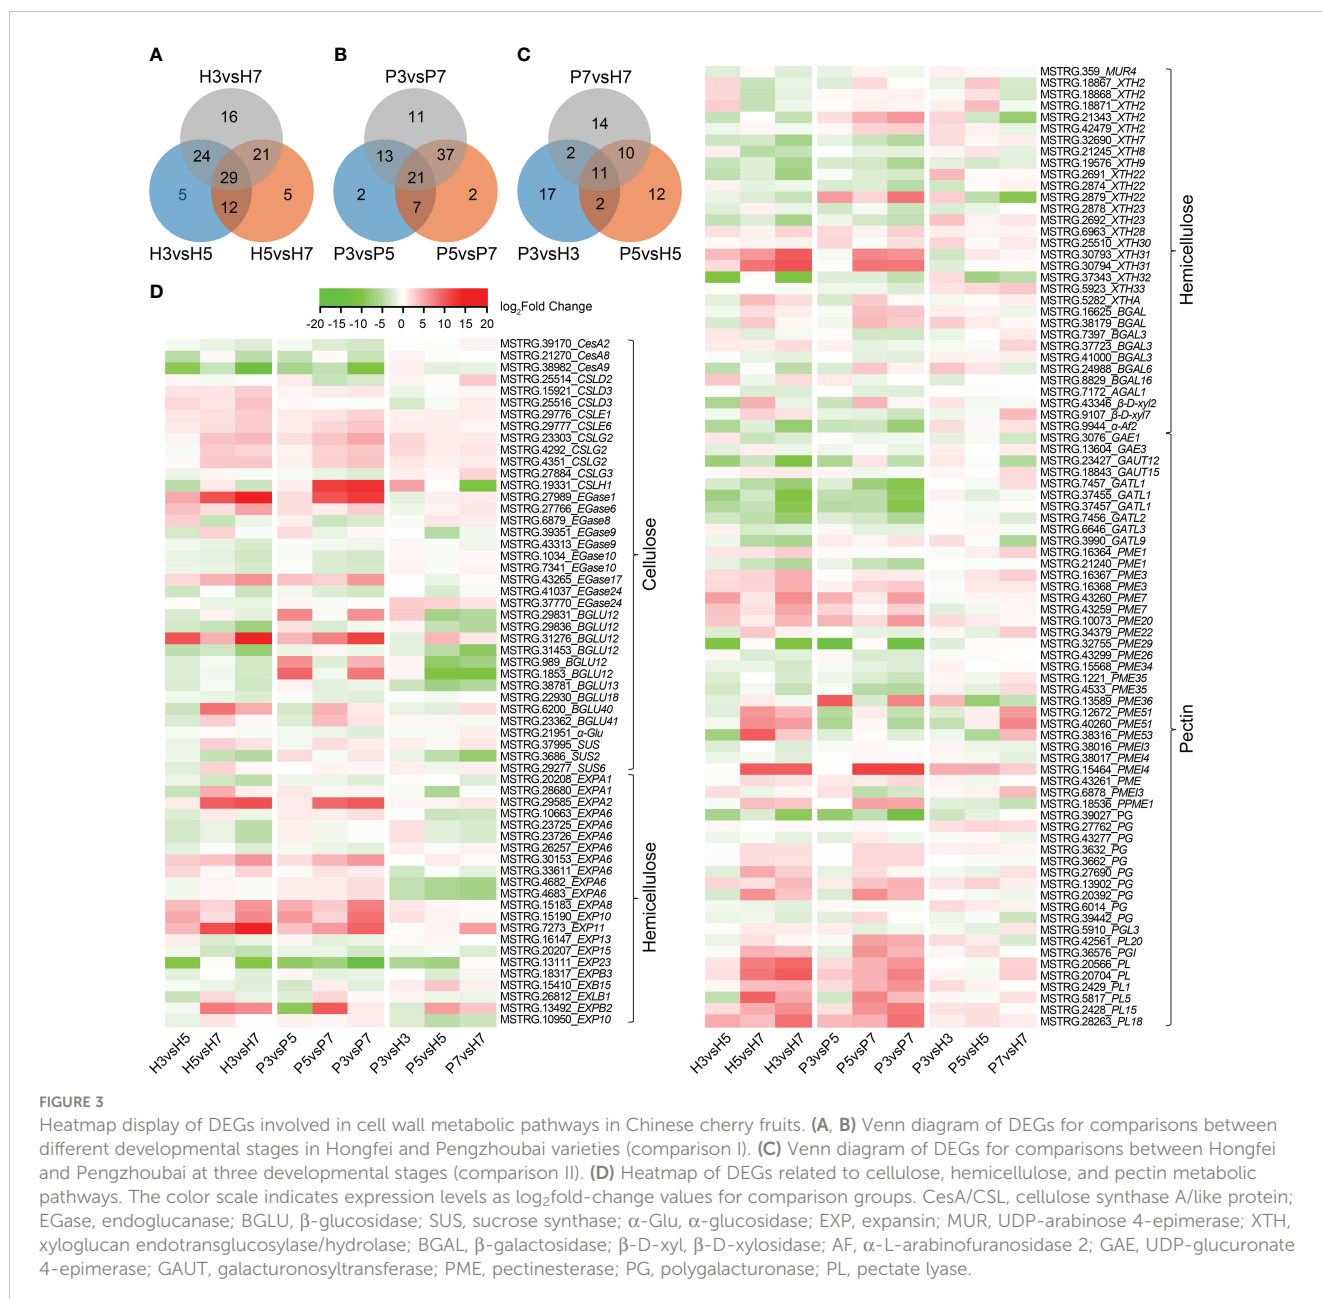 A
B
C
H3vsH7
P3vsP7
P7vsH7
16
24
21
29
5
12
5
H3vsH5
H5vsH7
11
13
37
21
2
7
2
P3vsP5
P5vsP7
14
2
10
11
17
2
12
P3vsH3
P5vsH5
D
log2Fold Change
-20 -15 -10 -5 0 5 10 15 20
MSTRG.39170_CesA2
MSTRG.21270_CesA8
MSTRG.38982_CesA9
MSTRG.25514_CSLD2
MSTRG.15921_CSLD3
MSTRG.25516_CSLD3
MSTRG.29776_CSLE1
MSTRG.29777_CSLE6
MSTRG.23303_CSLG2
MSTRG.4292_CSLG2
MSTRG.4351_CSLG2
MSTRG.27884_CSLG3
MSTRG.19331_CSLH1
MSTRG.27989_EGase1
MSTRG.27766_EGase6
MSTRG.6879_EGase8
MSTRG.39351_EGase9
MSTRG.43313_EGase9
MSTRG.1034_EGase10
MSTRG.7341_EGase10
MSTRG.43265_EGase17
MSTRG.41037_EGase24
MSTRG.37770_EGase24
MSTRG.29831_BGLU12
MSTRG.29836_BGLU12
MSTRG.31276_BGLU12
MSTRG.31453_BGLU12
MSTRG.989_BGLU12
MSTRG.1853_BGLU12
MSTRG.38781_BGLU13
MSTRG.22930_BGLU18
MSTRG.6200_BGLU40
MSTRG.23362_BGLU41
MSTRG.21951_α-Glu
MSTRG.37995_SUS
MSTRG.3686_SUS2
MSTRG.29277_SUS6
MSTRG.20208_EXPA1
MSTRG.28680_EXPA1
MSTRG.29585_EXPA2
MSTRG.10663_EXPA6
MSTRG.23725_EXPA6
MSTRG.23726_EXPA6
MSTRG.26257_EXPA6
MSTRG.30153_EXPA6
MSTRG.33611_EXPA6
MSTRG.4682_EXPA6
MSTRG.4683_EXPA6
MSTRG.15183_EXPA8
MSTRG.15190_EXP10
MSTRG.7273_EXP11
MSTRG.16147_EXP13
MSTRG.20207_EXP15
MSTRG.13111_EXP23
MSTRG.18317_EXPB3
MSTRG.15410_EXB15
MSTRG.26812_EXLB1
MSTRG.13492_EXPB2
MSTRG.10950_EXP10
Cellulose
Hemicellulose
H3vsH5
H5vsH7
H3vsH7
P3vsP5
P5vsP7
P3vsP7
P3vsH3
P5vsH5
P7vsH7
MSTRG.359_MUR4
MSTRG.18867_XTH2
MSTRG.18868_XTH2
MSTRG.18871_XTH2
MSTRG.21343_XTH2
MSTRG.42479_XTH2
MSTRG.32690_XTH7
MSTRG.21245_XTH8
MSTRG.19576_XTH9
MSTRG.2691_XTH22
MSTRG.2874_XTH22
MSTRG.2879_XTH22
MSTRG.2878_XTH23
MSTRG.2692_XTH23
MSTRG.6963_XTH28
MSTRG.25510_XTH30
MSTRG.30793_XTH31
MSTRG.30794_XTH31
MSTRG.37343_XTH32
MSTRG.5923_XTH33
MSTRG.5282_XTHA
MSTRG.16625_BGAL
MSTRG.38179_BGAL
MSTRG.7397_BGAL3
MSTRG.37723_BGAL3
MSTRG.41000_BGAL3
MSTRG.24988_BGAL6
MSTRG.8829_BGAL16
MSTRG.7172_AGAL1
MSTRG.43346_β-D-xyl2
MSTRG.9107_β-D-xyl7
MSTRG.9944_α-Af2
MSTRG.3076_GAE1
MSTRG.13604_GAE3
MSTRG.23427_GAUT12
MSTRG.18843_GAUT15
MSTRG.7457_GATL1
MSTRG.37455_GATL1
MSTRG.37457_GATL1
MSTRG.7456_GATL2
MSTRG.6646_GATL3
MSTRG.3990_GATL9
MSTRG.16364_PME1
MSTRG.21240_PME1
MSTRG.16367_PME3
MSTRG.16368_PME3
MSTRG.43260_PME7
MSTRG.43259_PME7
MSTRG.10073_PME20
MSTRG.34379_PME22
MSTRG.32755_PME29
MSTRG.43299_PME26
MSTRG.15568_PME34
MSTRG.1221_PME35
MSTRG.4533_PME35
MSTRG.13589_PME36
MSTRG.12672_PME51
MSTRG.40260_PME51
MSTRG.38316_PME53
MSTRG.38016_PMEI3
MSTRG.38017_PMEI4
MSTRG.15464_PMEI4
MSTRG.43261_PME
MSTRG.6878_PMEI3
MSTRG.18536_PPME1
MSTRG.39027_PG
MSTRG.27762_PG
MSTRG.43277_PG
MSTRG.3632_PG
MSTRG.3662_PG
MSTRG.27690_PG
MSTRG.13902_PG
MSTRG.20392_PG
MSTRG.6014_PG
MSTRG.39442_PG
MSTRG.5910_PGL3
MSTRG.42561_PL20
MSTRG.36576_PGI
MSTRG.20566_PL
MSTRG.20704_PL
MSTRG.2429_PL1
MSTRG.5817_PL5
MSTRG.2428_PL15
MSTRG.28263_PL18
Hemicellulose
Pectin
H3vsH5
H5vsH7
H3vsH7
P3vsP5
P5vsP7
P3vsP7
P3vsH3
P5vsH5
P7vsH7
FIGURE 3
Heatmap display of DEGs involved in cell wall metabolic pathways in Chinese cherry fruits. (A, B) Venn diagram of DEGs for comparisons between
different developmental stages in Hongfei and Pengzhoubai varieties (comparison I). (C) Venn diagram of DEGs for comparisons between Hongfei
and Pengzhoubai at three developmental stages (comparison II). (D) Heatmap of DEGs related to cellulose, hemicellulose, and pectin metabolic
pathways. The color scale indicates expression levels as log2fold-change values for comparison groups. CesA/CSL, cellulose synthase A/like protein;
EGase, endoglucanase; BGLU, β-glucosidase; SUS, sucrose synthase; α-Glu, α-glucosidase; EXP, expansin; MUR, UDP-arabinose 4-epimerase; XTH,
xyloglucan endotransglucosylase/hydrolase; BGAL, β-galactosidase; β-D-xyl, β-D-xylosidase; AF, α-L-arabinofuranosidase 2; GAE, UDP-glucuronate
4-epimerase; GAUT, galacturonosyltransferase; PME, pectinesterase; PG, polygalacturonase; PL, pectate lyase.